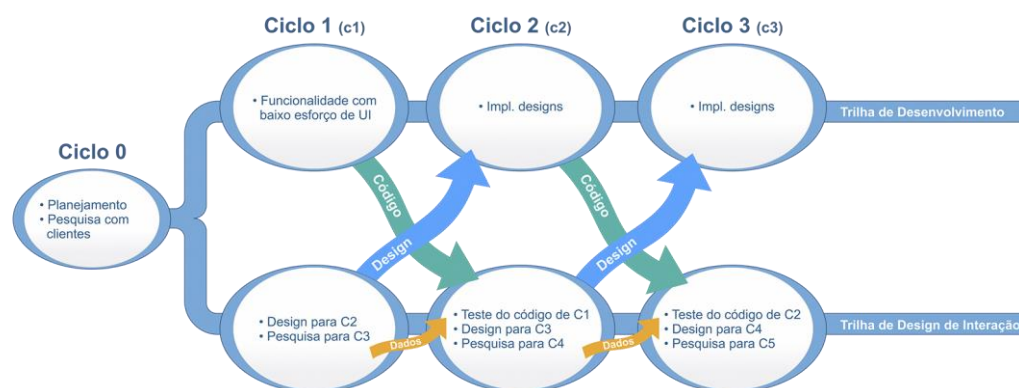 Ciclo 1 (c1)
Ciclo 2 (c2)
Ciclo 3 (c3)
• Funcionalidade com
baixo esforço de UI
• Impl. designs
• Impl. designs
Trilha de Desenvolvimento
Ciclo 0
• Planejamento
• Pesquisa com
clientes
Código
Design
Código
Design
• Design para C2
• Pesquisa para C3
Dados
• Teste do código de C1
• Design para C3
• Pesquisa para C4
Dados
• Teste do código de C2
• Design para C4
• Pesquisa para C5
Trilha de Design de Interação